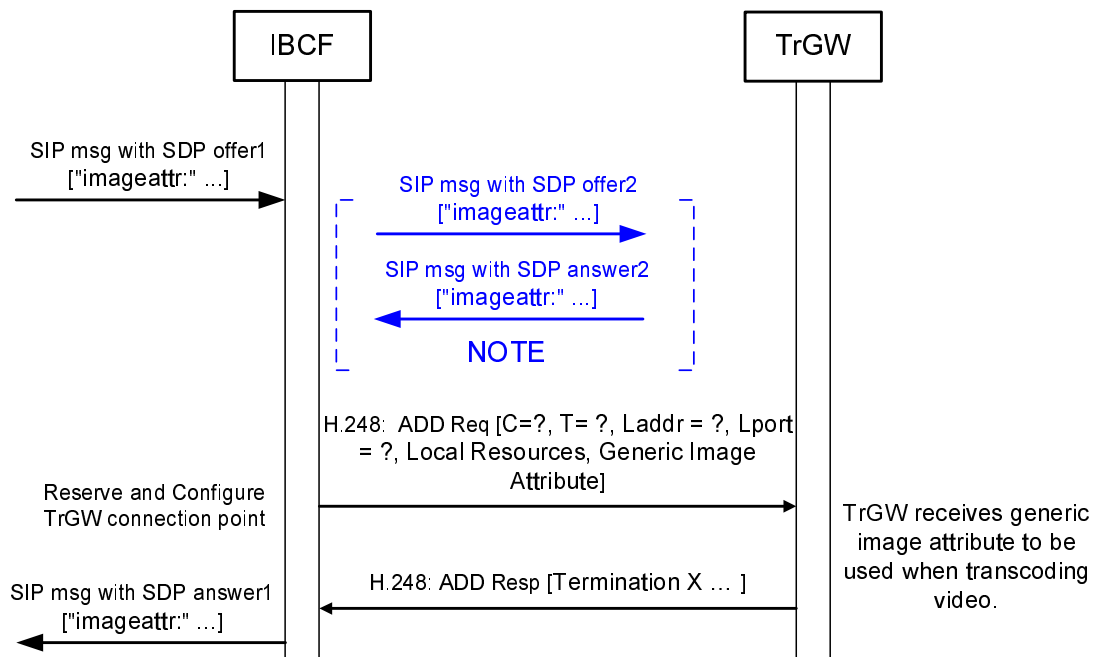 IBCF
TrGW
SIP msg with SDP offer1
["imageattr:" ...]
SIP msg with SDP offer2
["imageattr:" ...]
SIP msg with SDP answer2
["imageattr:" ...]
NOTE
H.248: ADD Req [C=?, T= ?, Laddr = ?, Lport
= ?, Local Resources, Generic Image
Attribute]
Reserve and Configure
TrGW connection point
TrGW receives generic
image attribute to be
used when transcoding
video.
H.248: ADD Resp [Termination X ... ]
SIP msg with SDP answer1
["imageattr:" ...]